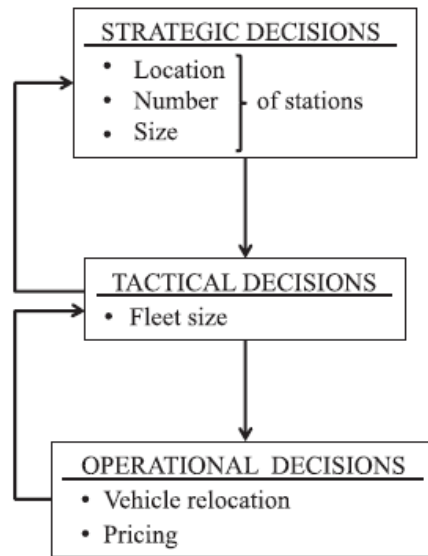 STRATEGIC DECISIONS
• Location
• Number
• Size
of stations
TACTICAL DECISIONS
• Fleet size
OPERATIONAL DECISIONS
• Vehicle relocation
• Pricing